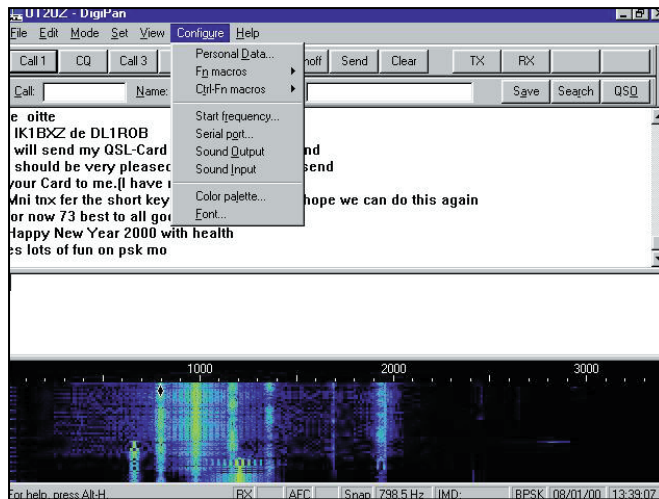 UT2UZ - DigiPan
File Edit Mode Set View Configure Help
Call 1 CQ Call 3 Send Clear TX RX
Call: Name: Save Search QSO
Personal Data...
Fn macros
Ctrl-Fn macros
Start frequency...
Serial port...
Sound Output
Sound Input
Color palette...
Font...
e oitte
IK1BXZ de DL1ROB
will send my QSL-Card nd
should be very pleased send
your Card to me.(I have
Mni tnx fer the short key hope we can do this again
or now 73 best to all
Happy New Year 2000 with health
es lots of fun on psk mo
1000 2000 3000
For help, press Alt-H. RX AFC Snap 798.5 Hz IMD: BPSK 08/01/00 13:39:07